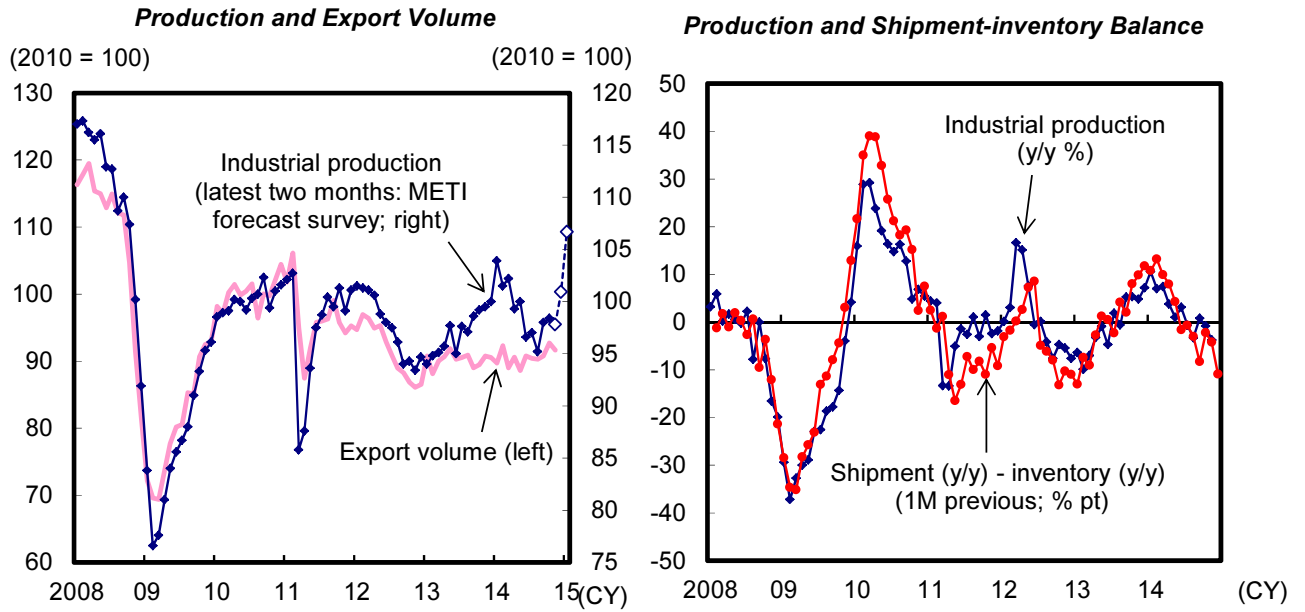 Production and Export Volume
(2010 = 100)
(2010 = 100)
130
120
110
100
90
80
70
60
120
115
110
105
100
95
90
85
80
75
Industrial production
(latest two months: METI
forecast survey; right)
Export volume (left)
2008 09 10 11 12 13 14 15 (CY)
Production and Shipment-inventory Balance
50
40
30
20
10
0
-10
-20
-30
-40
-50
Industrial production
(y/y %)
Shipment (y/y) - inventory (y/y)
(1M previous; % pt)
2008 09 10 11 12 13 14 (CY)